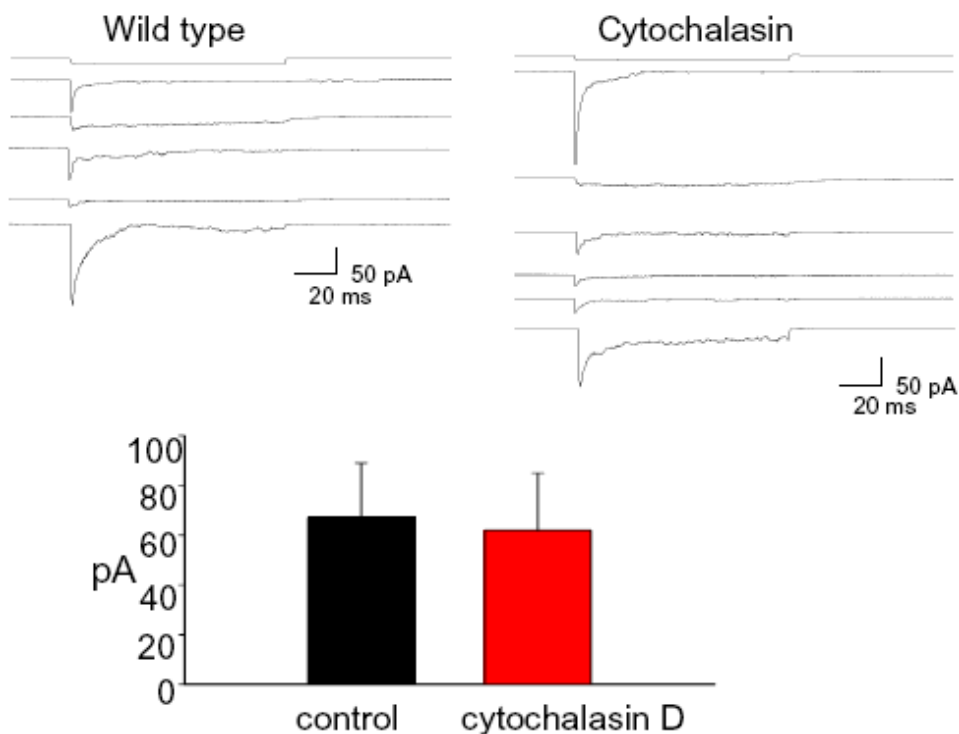 Wild type
Cytochalasin
50 pA
20 ms
50 pA
20 ms
100
80
60
pA
40
20
0
control
cytochalasin D